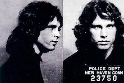 POLICE DEPT
NEW HAVEN CONN
23750